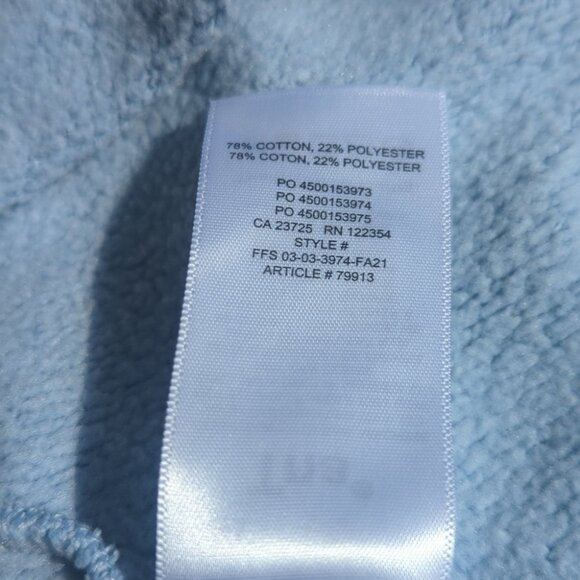 78% COTTON, 22% POLYESTER
78% COTON, 22% POLYESTER
PO 4500153973
PO 4500153974
PO 4500153975
CA 23725 RN 122354
STYLE #
FFS 03-03-3974-FA21
ARTICLE # 79913